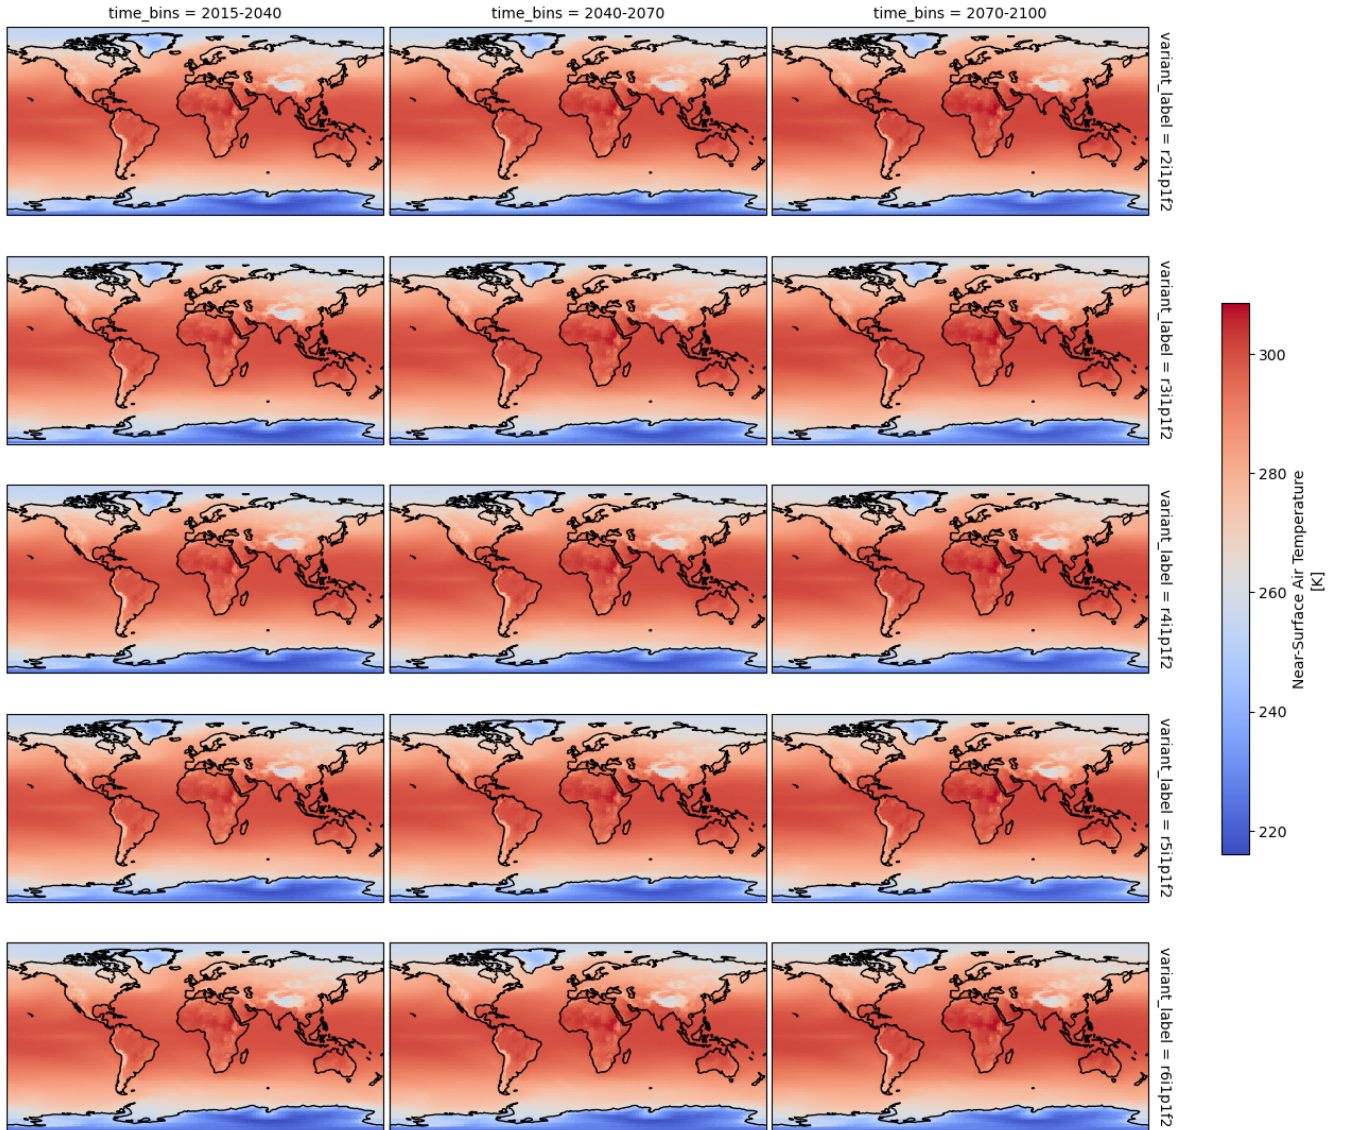 time_bins = 2015-2040
time_bins = 2040-2070
time_bins = 2070-2100
variant_label = r2i1p1f2
variant_label = r3i1p1f2
variant_label = r4i1p1f2
variant_label = r5i1p1f2
variant_label = r6i1p1f2
300
280
260
240
220
Near-Surface Air Temperature
[K]